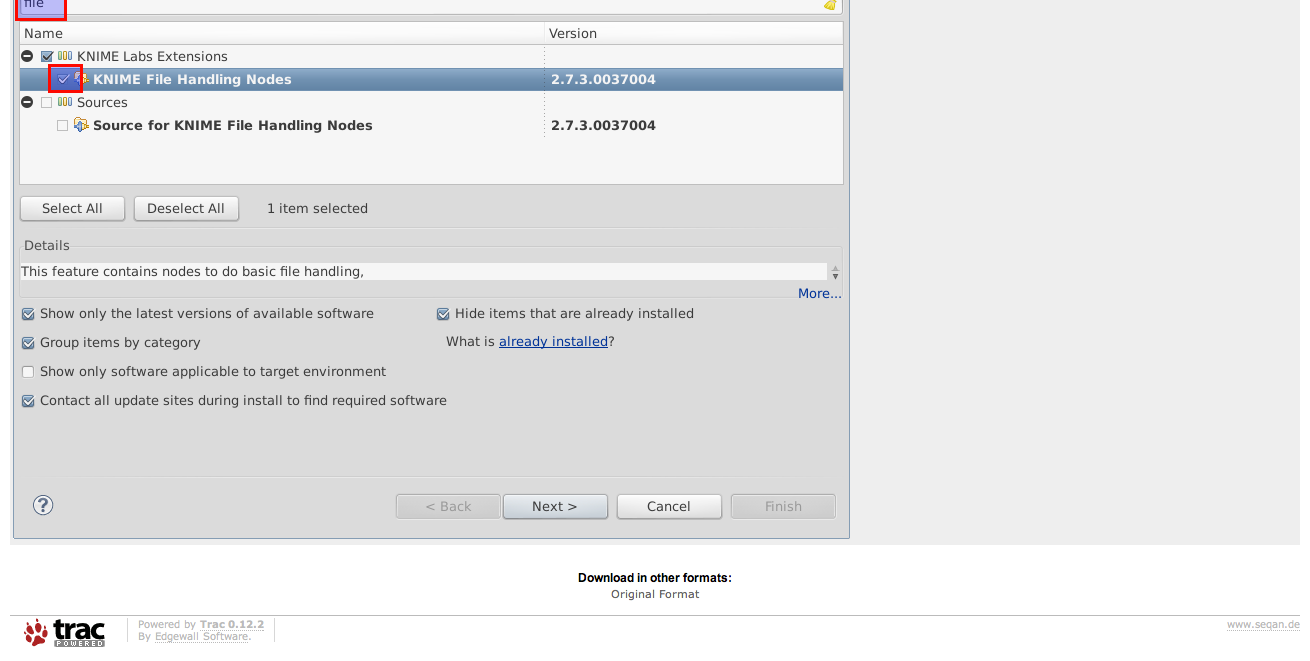 file
Name Version
KNIME Labs Extensions
KNIME File Handling Nodes 2.7.3.0037004
Sources
Source for KNIME File Handling Nodes 2.7.3.0037004
Select All Deselect All 1 item selected
Details
This feature contains nodes to do basic file handling,
More...
Show only the latest versions of available software Hide items that are already installed
Group items by category What is already installed?
Show only software applicable to target environment
Contact all update sites during install to find required software
? < Back Next > Cancel Finish
Download in other formats:
Original Format
trac POWERED
Powered by Trac 0.12.2
By Edgewall Software.
www.seqan.de